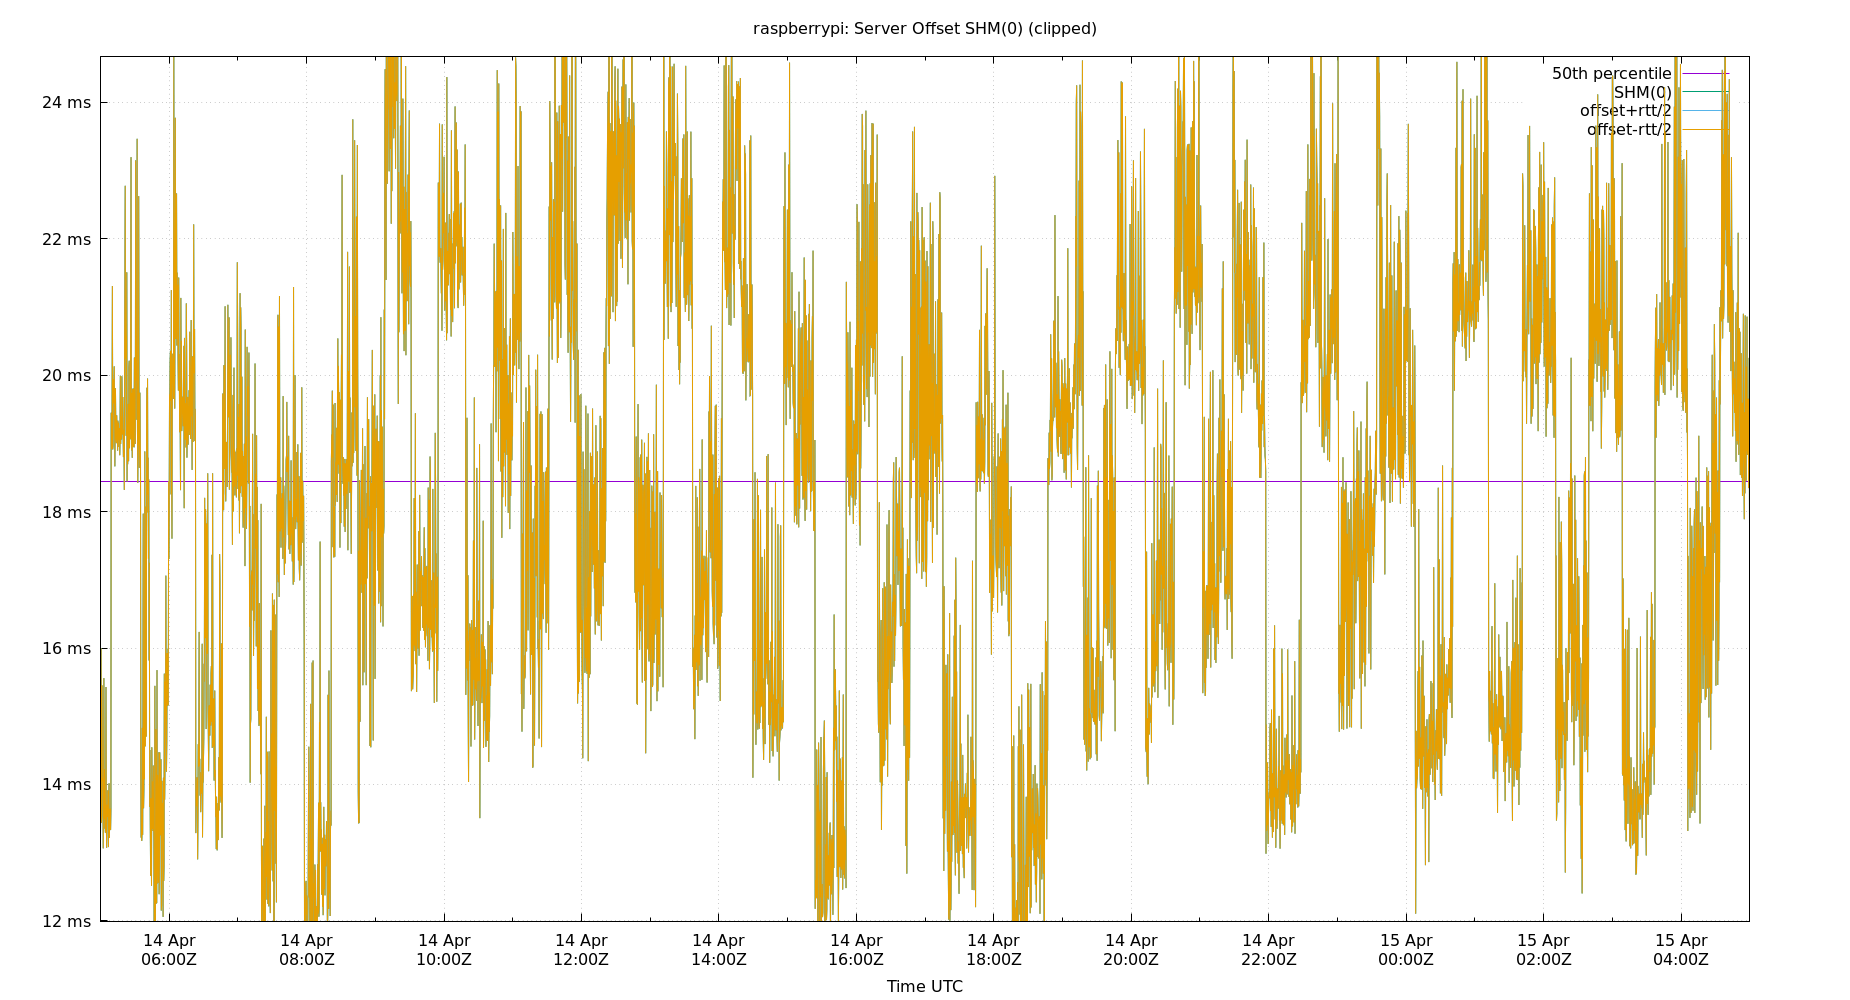 raspberrypi: Server Offset SHM(0) (clipped)
50th percentile
SHM(0)
offset+rtt/2
offset-rtt/2
24 ms
22 ms
20 ms
18 ms
16 ms
14 ms
12 ms
14 Apr 14 Apr 14 Apr 14 Apr 14 Apr 14 Apr 14 Apr 14 Apr 14 Apr 15 Apr 15 Apr 15 Apr
06:00Z 08:00Z 10:00Z 12:00Z 14:00Z 16:00Z 18:00Z 20:00Z 22:00Z 00:00Z 02:00Z 04:00Z
Time UTC